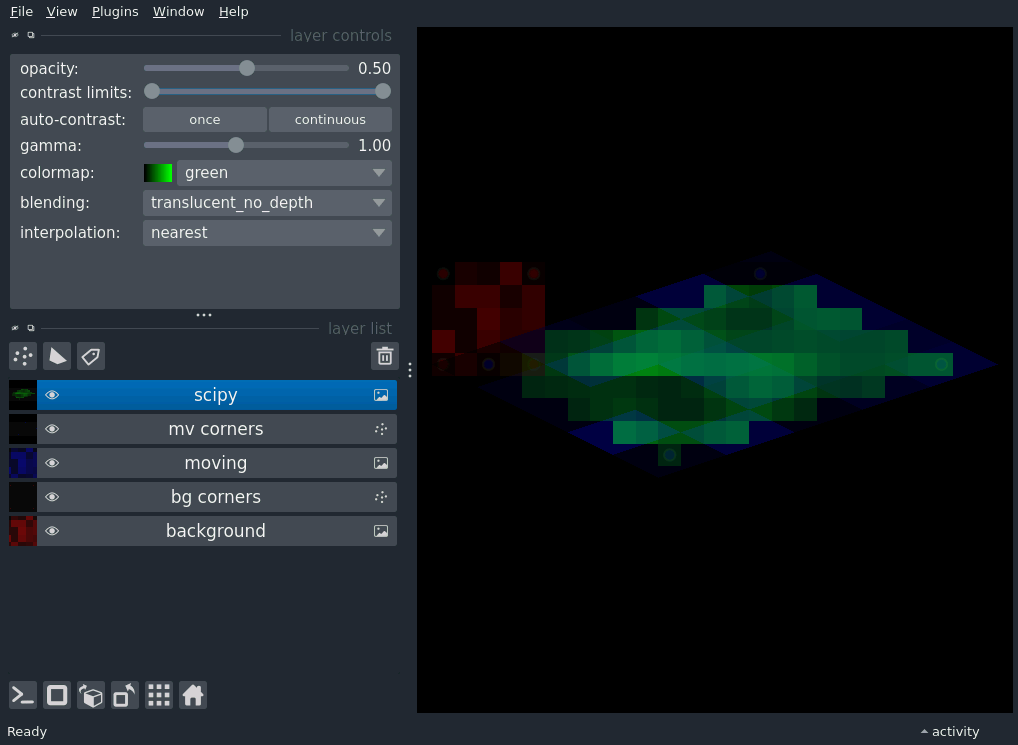 File View Plugins Window Help
layer controls
opacity: 0.50
contrast limits:
auto-contrast: once continuous
gamma: 1.00
colormap: green
blending: translucent_no_depth
interpolation: nearest
layer list
scipy
mv corners
moving
bg corners
background
Ready activity